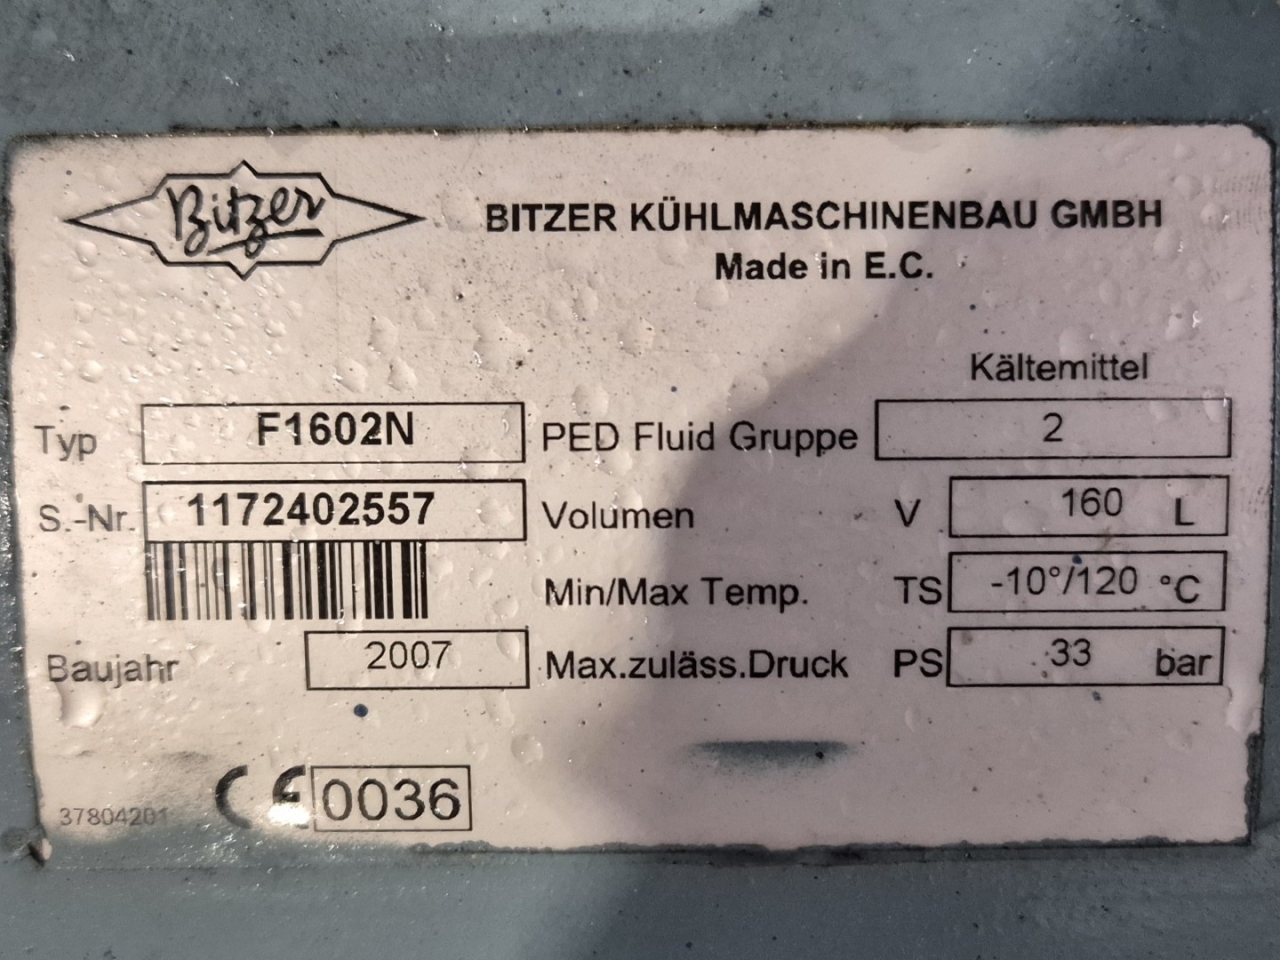 Bitzer
BITZER KÜHLMASCHINENBAU GMBH
Made in E.C.
Kältemittel
Typ F1602N PED Fluid Gruppe 2
S.-Nr. 1172402557 Volumen V 160 L
Min/Max Temp. TS -10°/120 °C
Baujahr 2007 Max.zuläss.Druck PS 33 bar
37804201 CE 0036